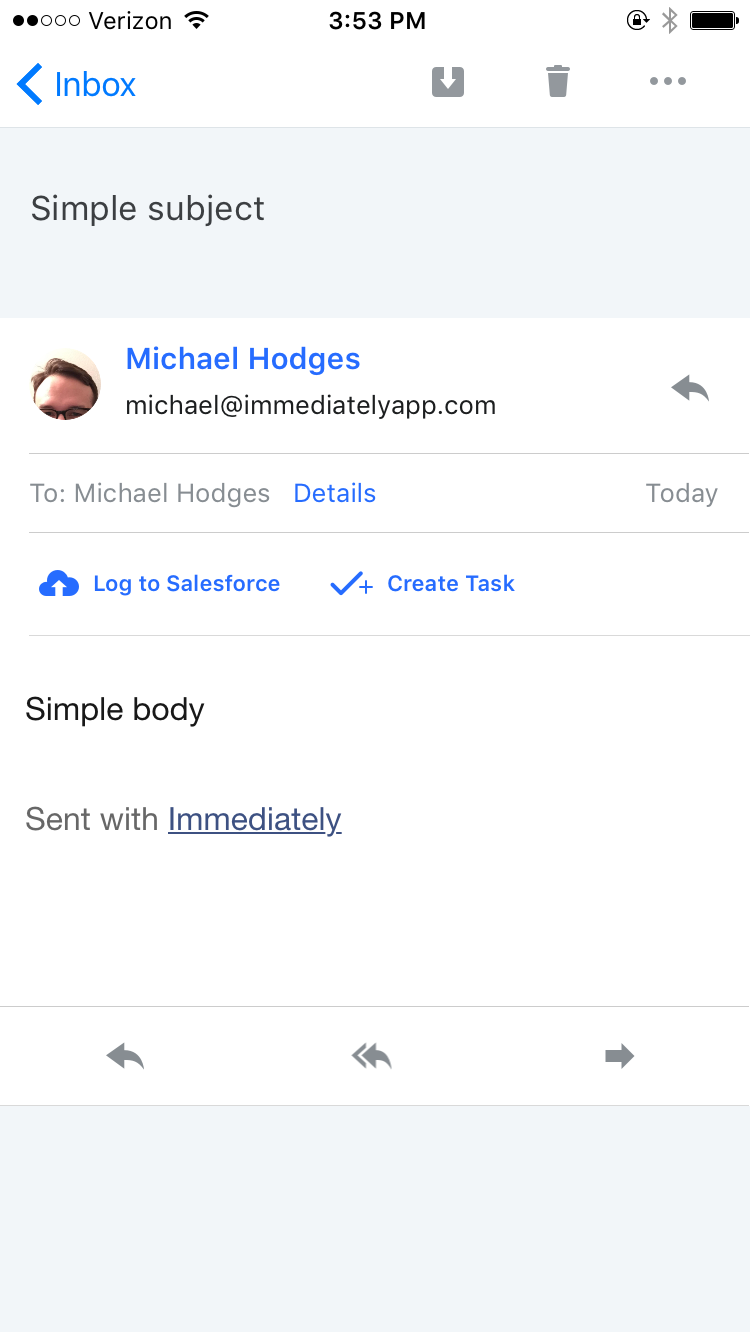 Verizon 3:53 PM
Inbox
Simple subject
Michael Hodges
michael@immediatelyapp.com
To: Michael Hodges Details Today
Log to Salesforce Create Task
Simple body
Sent with Immediately